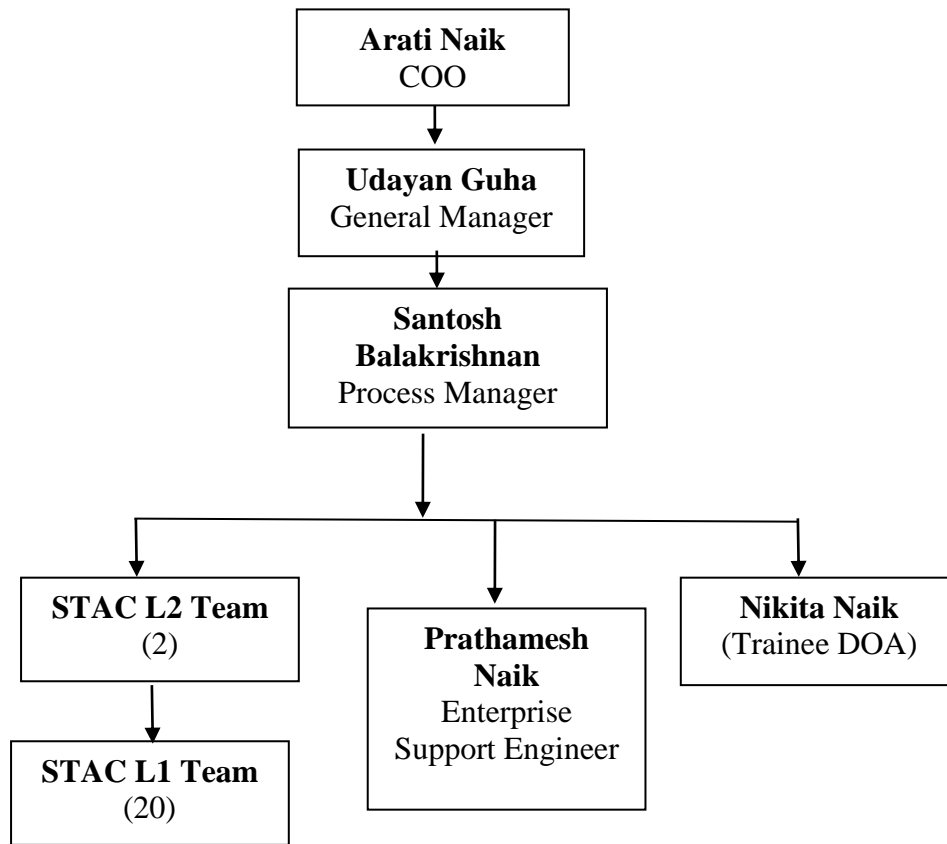 Arati Naik
COO
Udayan Guha
General Manager
Santosh
Balakrishnan
Process Manager
STAC L2 Team
(2)
Prathamesh
Naik
Enterprise
Support Engineer
Nikita Naik
(Trainee DOA)
STAC L1 Team
(20)